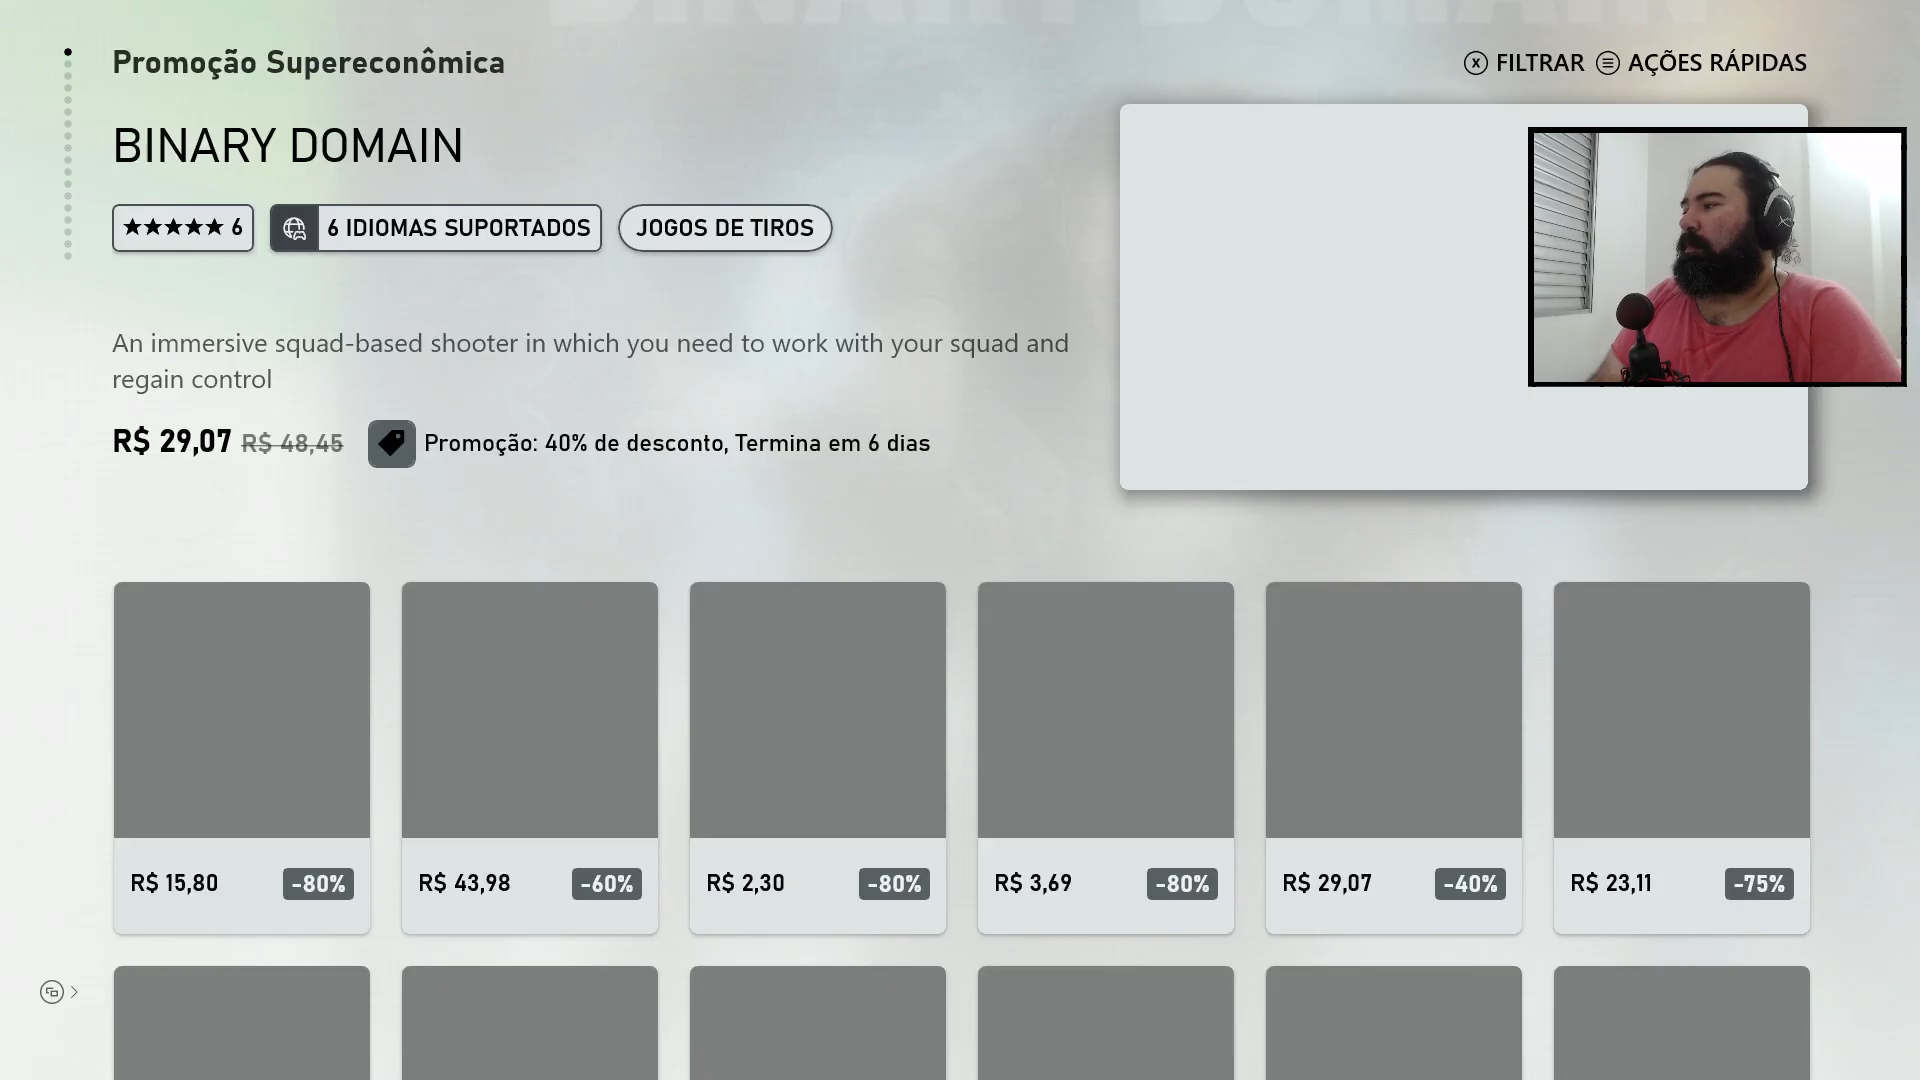 BINARY DOMAIN
Promoção Supereconômica
X FILTRAR AÇÕES RÁPIDAS
BINARY DOMAIN
★★★★★ 6
6 IDIOMAS SUPORTADOS
JOGOS DE TIROS
An immersive squad-based shooter in which you need to work with your squad and
regain control
R$ 29,07 R$ 48,45 Promoção: 40% de desconto, Termina em 6 dias
R$ 15,80 -80%
R$ 43,98 -60%
R$ 2,30 -80%
R$ 3,69 -80%
R$ 29,07 -40%
R$ 23,11 -75%